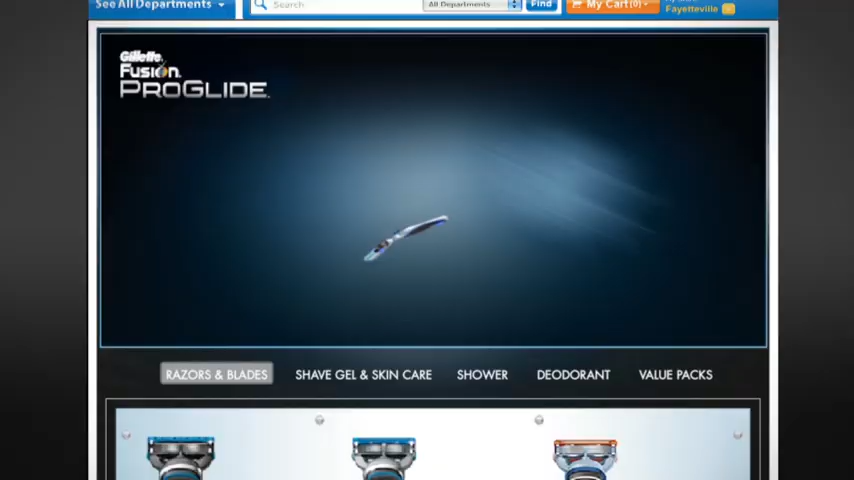 See All Departments
Search
All Departments
Find
My Cart(0)
Fayetteville
Gillette
Fusion
PROGLIDE
RAZORS & BLADES
SHAVE GEL & SKIN CARE
SHOWER
DEODORANT
VALUE PACKS